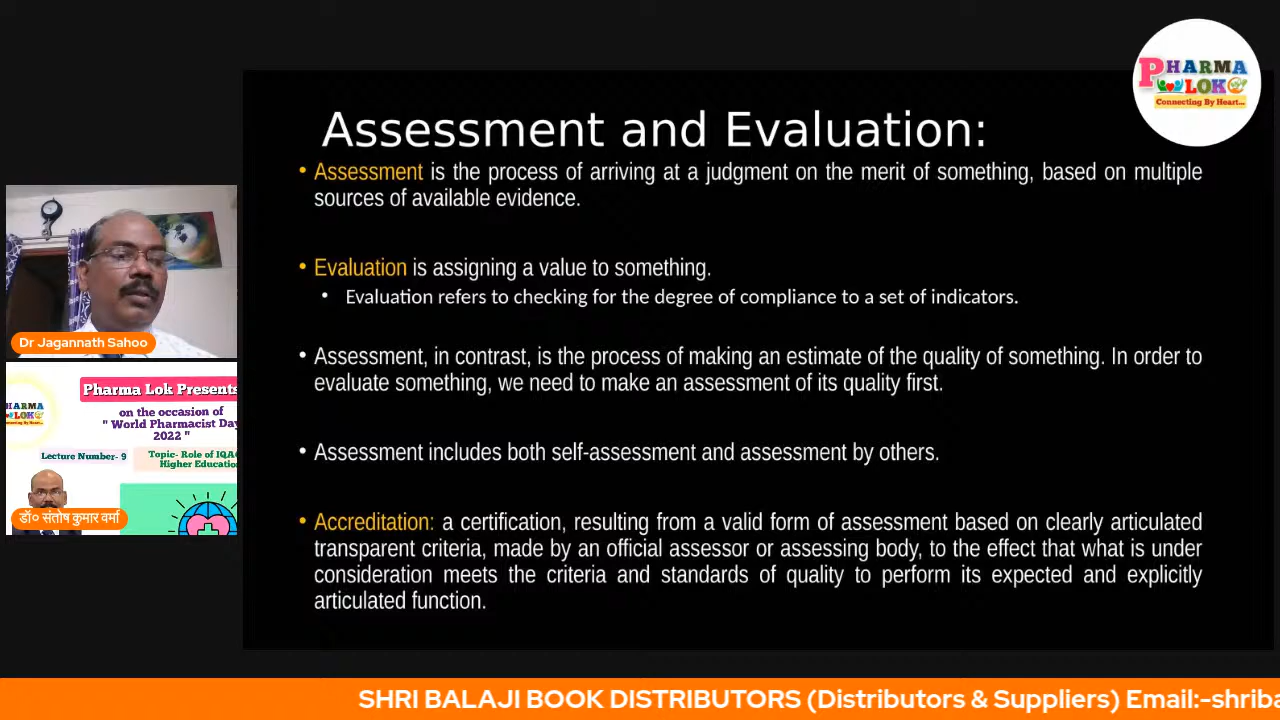 PHARMA
LOK
Connecting By Heart...
Assessment and Evaluation:
• Assessment is the process of arriving at a judgment on the merit of something, based on multiple
sources of available evidence.
• Evaluation is assigning a value to something.
• Evaluation refers to checking for the degree of compliance to a set of indicators.
• Assessment, in contrast, is the process of making an estimate of the quality of something. In order to
evaluate something, we need to make an assessment of its quality first.
• Assessment includes both self-assessment and assessment by others.
• Accreditation: a certification, resulting from a valid form of assessment based on clearly articulated
transparent criteria, made by an official assessor or assessing body, to the effect that what is under
consideration meets the criteria and standards of quality to perform its expected and explicitly
articulated function.
Dr Jagannath Sahoo
Pharma Lok Presents
HARMA
LOK
on the occasion of
" World Pharmacist Day
2022 "
Lecture Number- 9
Topic- Role of IQA
Higher Education
डॉ० संतोष कुमार वर्मा
SHRI BALAJI BOOK DISTRIBUTORS (Distributors & Suppliers) Email:-shriba